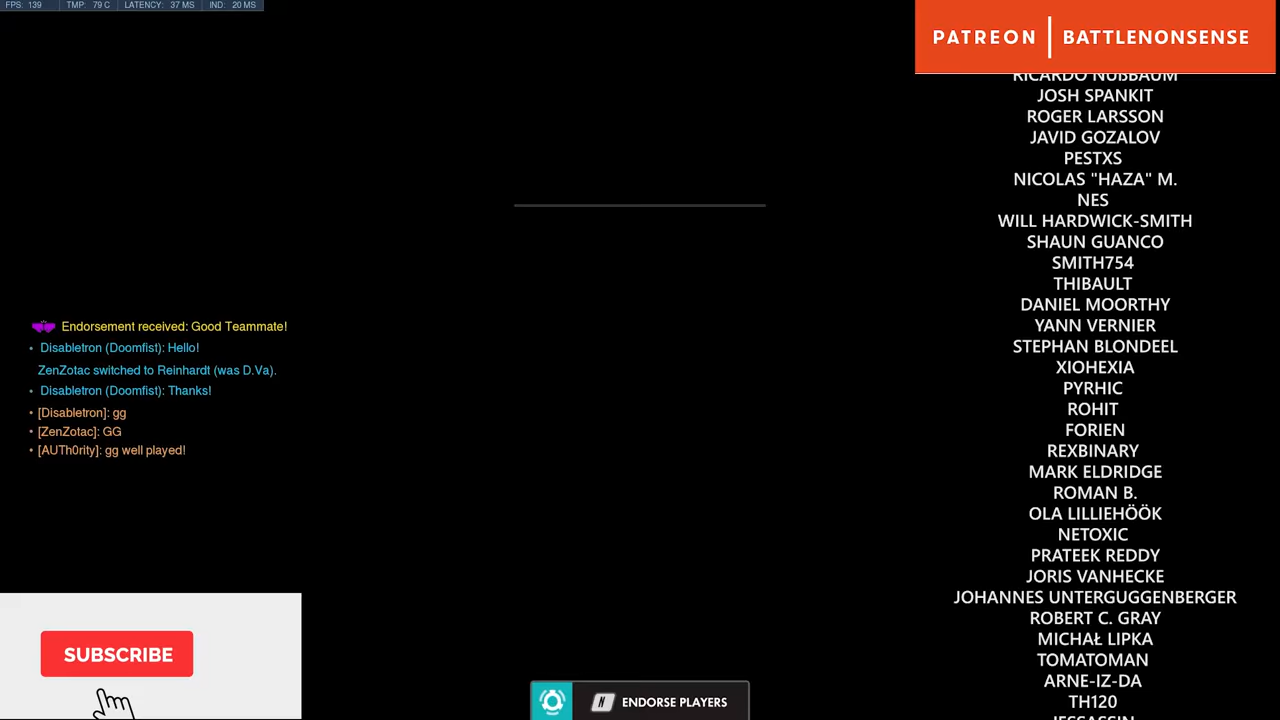 FPS: 139 TMP: 79 C LATENCY: 37 MS IND: 20 MS
PATREON | BATTLENONSENSE
RICARDO NUẞBAUM
JOSH SPANKIT
ROGER LARSSON
JAVID GOZALOV
PESTXS
NICOLAS "HAZA" M.
NES
WILL HARDWICK-SMITH
SHAUN GUANCO
SMITH754
THIBAULT
DANIEL MOORTHY
YANN VERNIER
STEPHAN BLONDEEL
XIOHEXIA
PYRHIC
ROHIT
FORIEN
REXBINARY
MARK ELDRIDGE
ROMAN B.
OLA LILLIEHÖÖK
NETOXIC
PRATEEK REDDY
JORIS VANHECKE
JOHANNES UNTERGUGGENBERGER
ROBERT C. GRAY
MICHAŁ LIPKA
TOMATOMAN
ARNE-IZ-DA
TH120
JESSASSIN
Endorsement received: Good Teammate!
Disabletron (Doomfist): Hello!
ZenZotac switched to Reinhardt (was D.Va).
Disabletron (Doomfist): Thanks!
[Disabletron]: gg
[ZenZotac]: GG
[AUTh0rity]: gg well played!
SUBSCRIBE
N ENDORSE PLAYERS